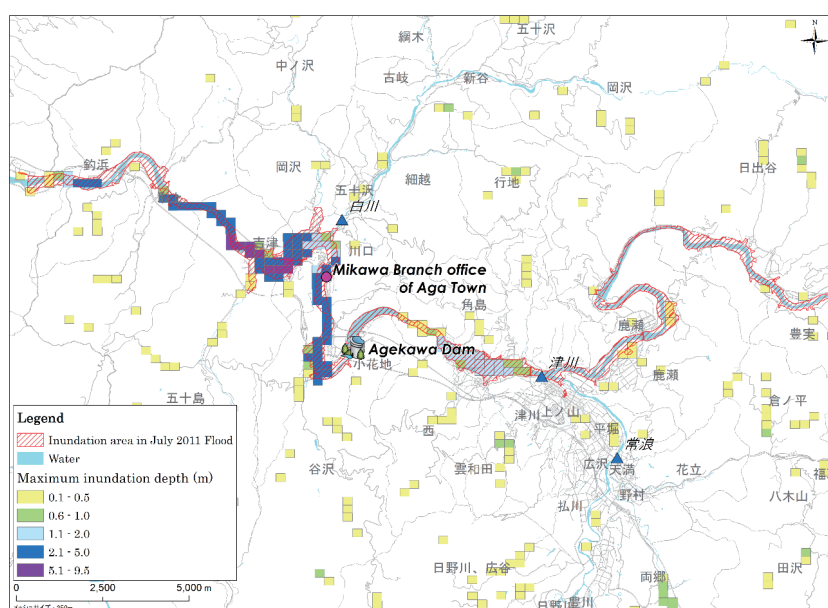 五十沢
綱木
N
中ノ沢
古岐
新谷
岡沢
釣浜
岡沢
日出谷
五十沢
細越
行地
白川
吉津
川口
Mikawa Branch office
of Aga Town
角島
鹿瀬
豊実
Agekawa Dam
小花地
津川
鹿瀬
五十島
津川
上ノ山
倉ノ平
西
平堀
常浪
谷沢
雲和田
広沢
天満
花立
野村
八木山
払川
日野川、広谷
両郷
田沢
Legend
Inundation area in July 2011 Flood
Water
Maximum inundation depth (m)
0.1 - 0.5
0.6 - 1.0
1.1 - 2.0
2.1 - 5.0
5.1 - 9.5
0 2,500 5,000 m